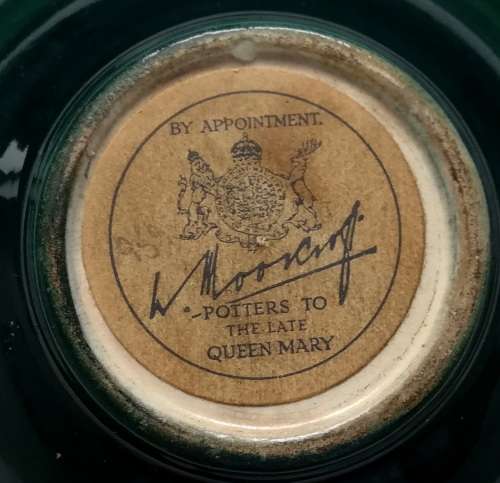 BY APPOINTMENT.
W. Moorcroft
-POTTERS TO
THE LATE
QUEEN MARY